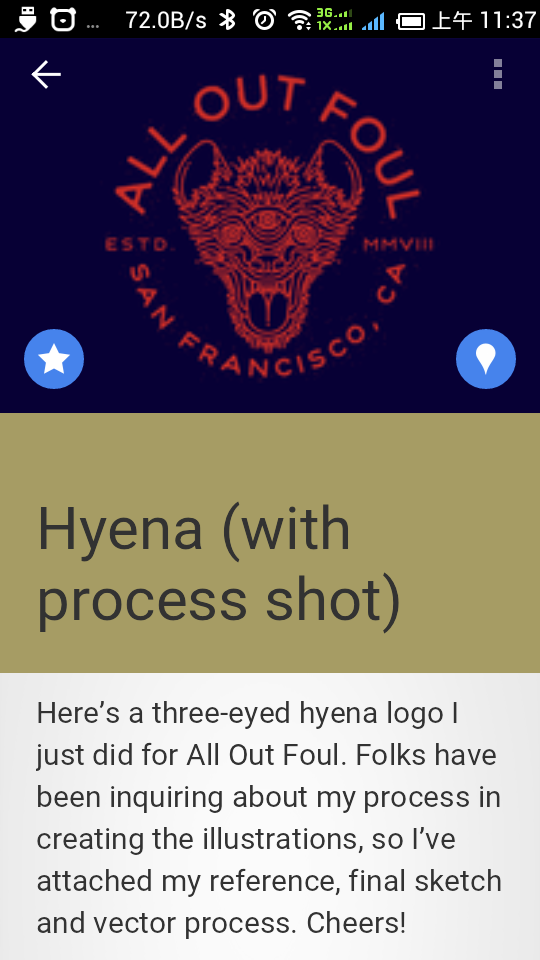 ... 72.0B/s 3G 1X 上午 11:37
ALL OUT FOUL
ESTD. MMVIII
SAN FRANCISCO, CA
Hyena (with
process shot)
Here’s a three-eyed hyena logo I
just did for All Out Foul. Folks have
been inquiring about my process in
creating the illustrations, so I’ve
attached my reference, final sketch
and vector process. Cheers!